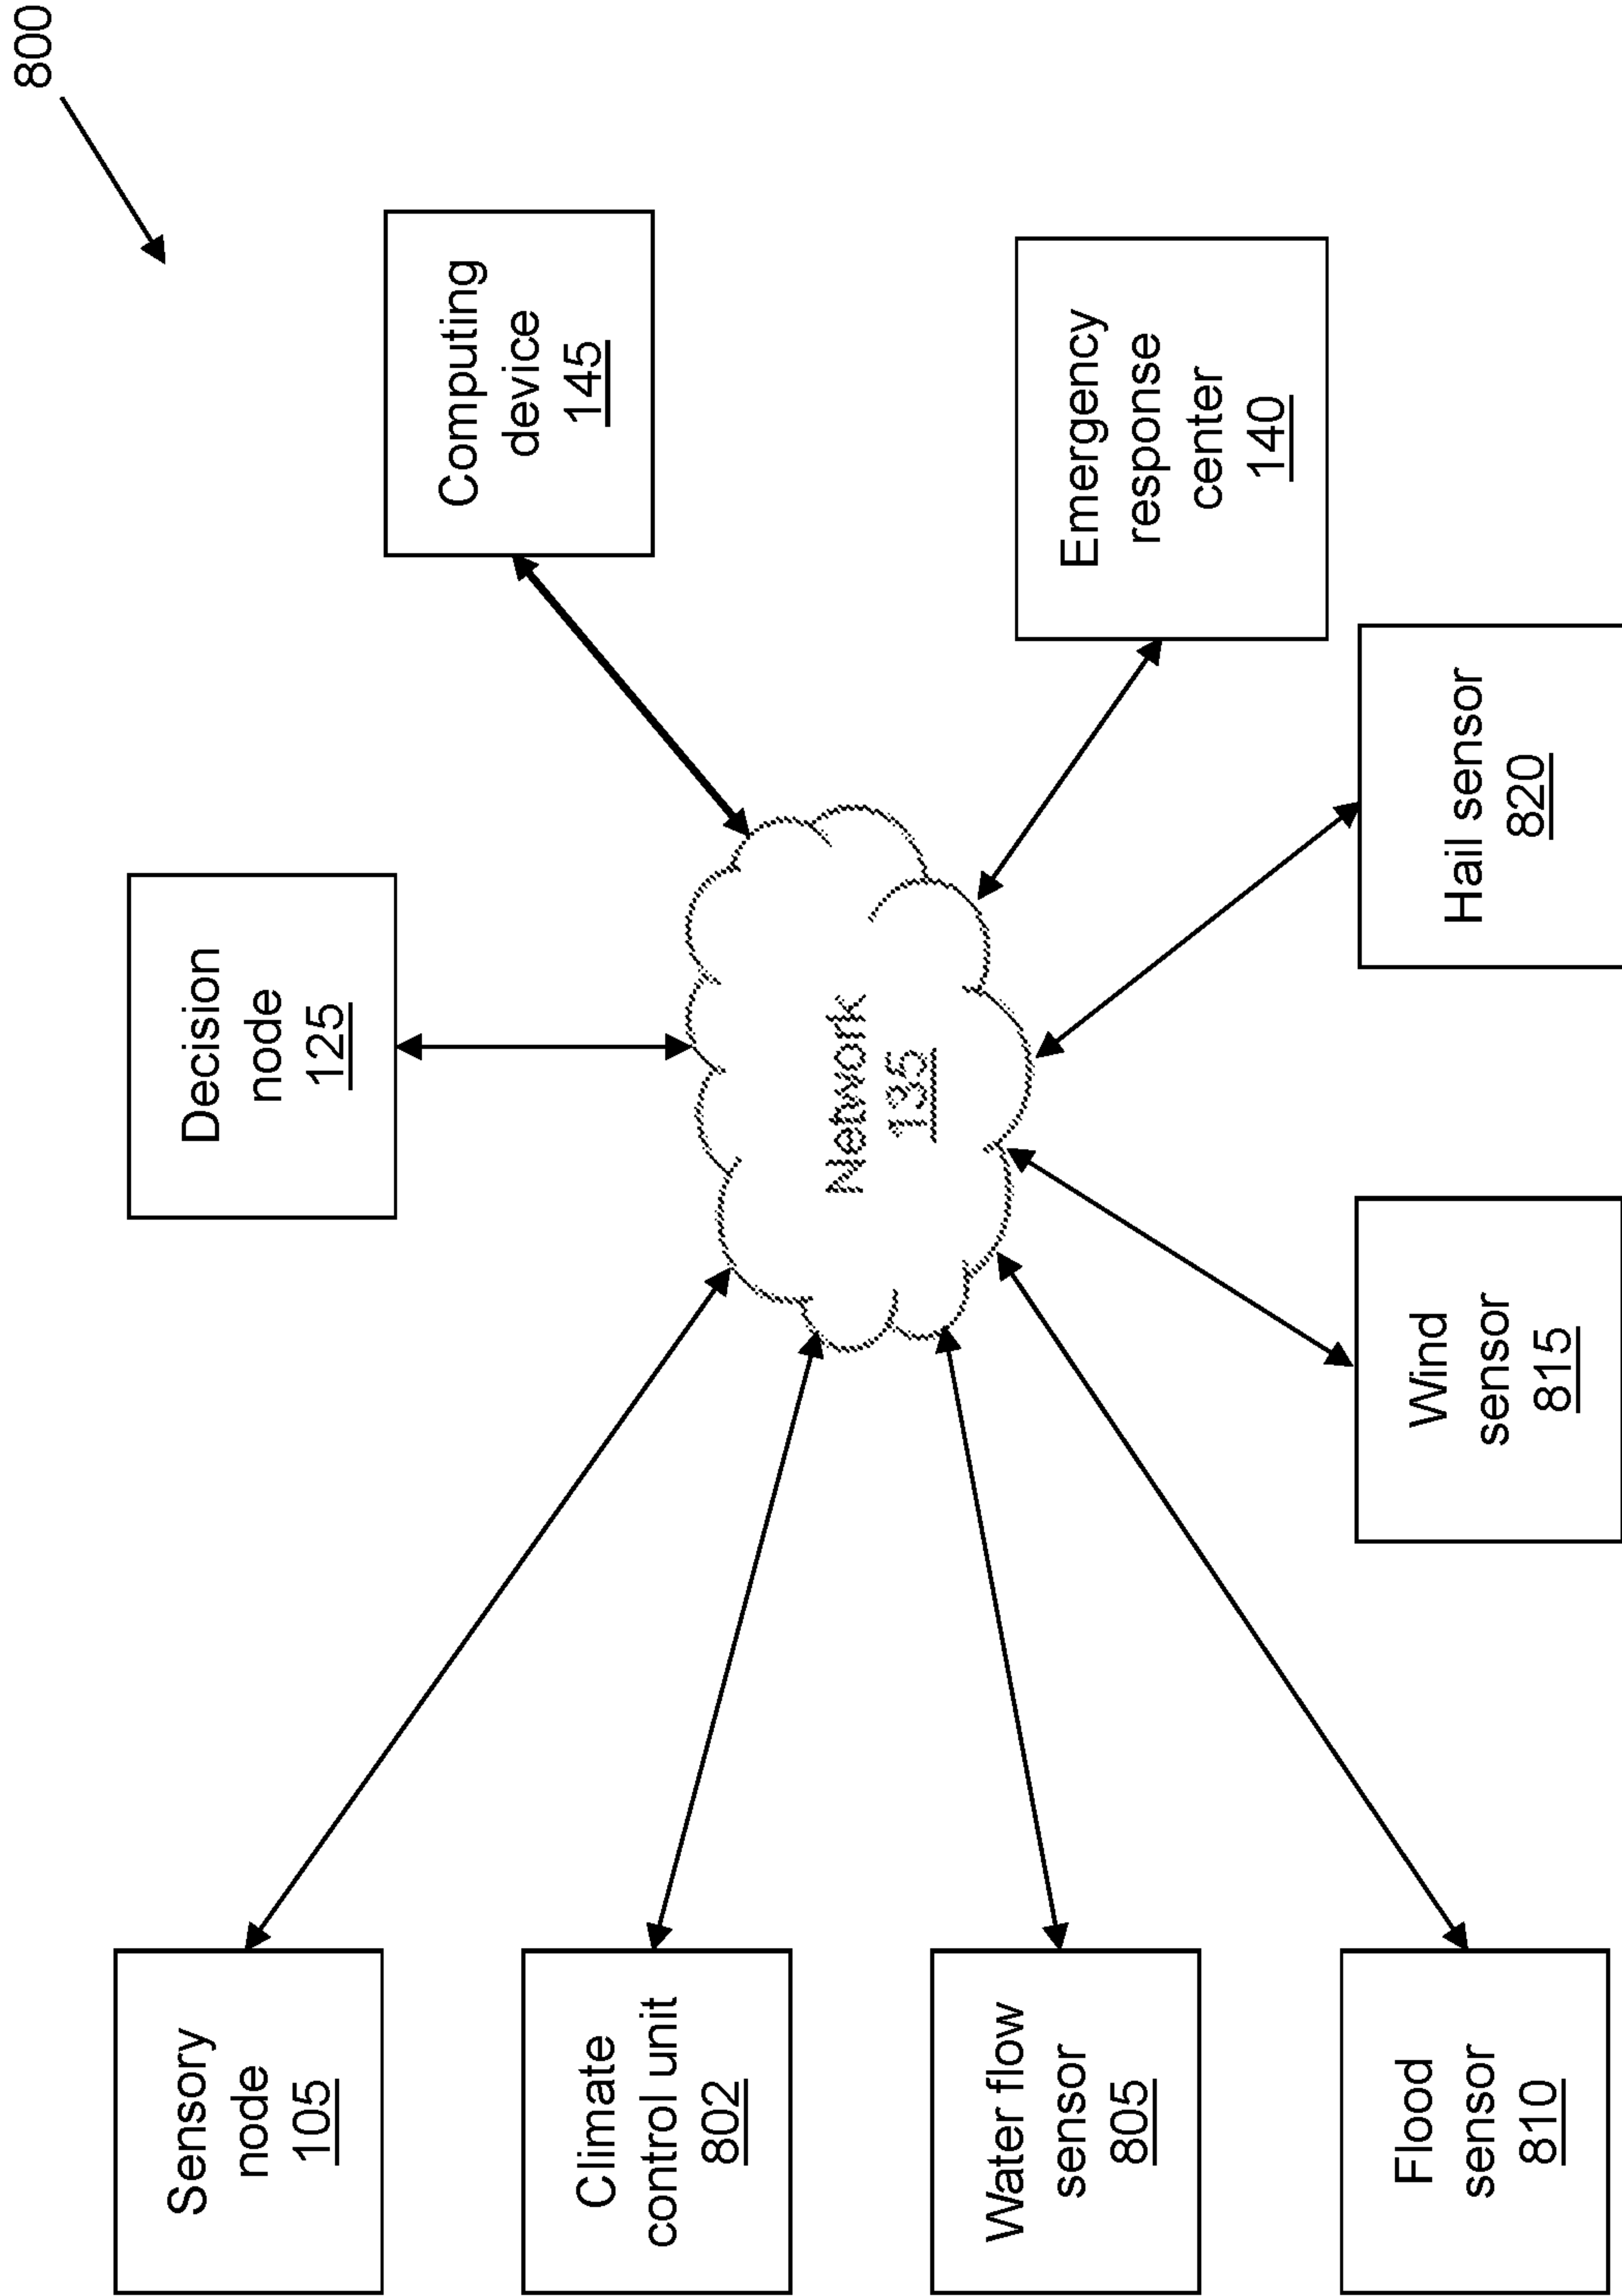 800
Sensory
node
105
Decision
node
125
Computing
device
145
Climate
control unit
802
Network
135
Water flow
sensor
805
Emergency
response
center
140
Flood
sensor
810
Wind
sensor
815
Hail sensor
820